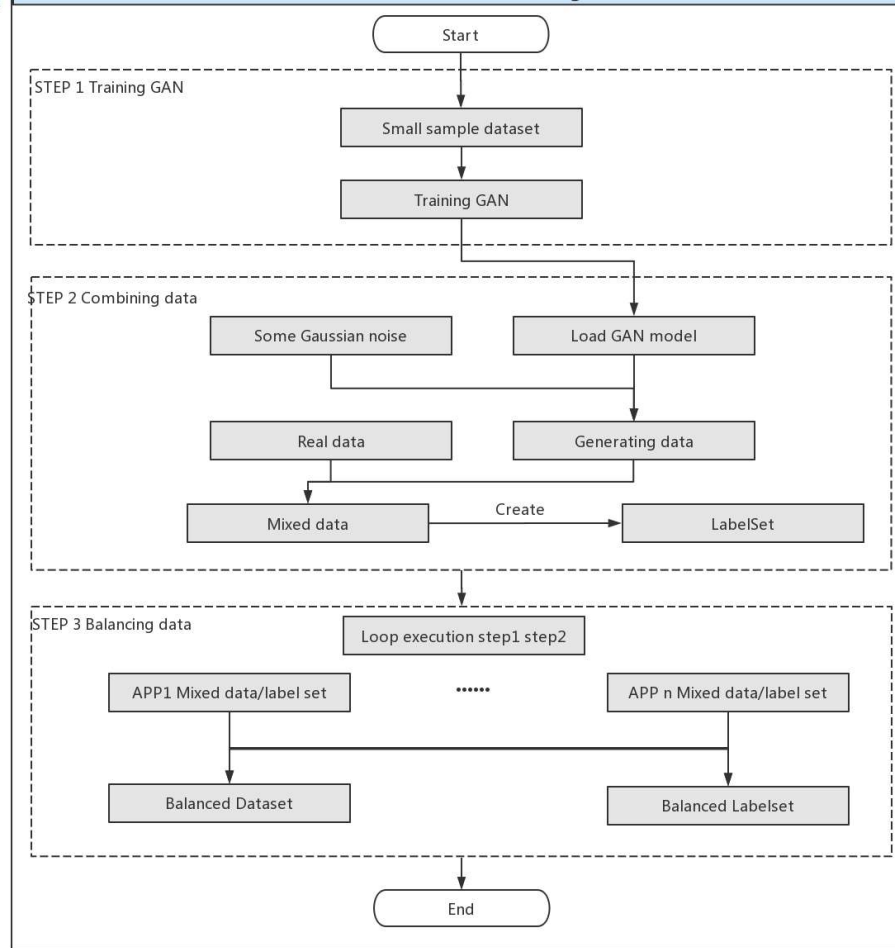 Start
STEP 1 Training GAN
Small sample dataset
Training GAN
STEP 2 Combining data
Some Gaussian noise
Load GAN model
Real data
Generating data
Mixed data
Create
LabelSet
STEP 3 Balancing data
Loop execution step1 step2
APP1 Mixed data/label set
......
APP n Mixed data/label set
Balanced Dataset
Balanced Labelset
End